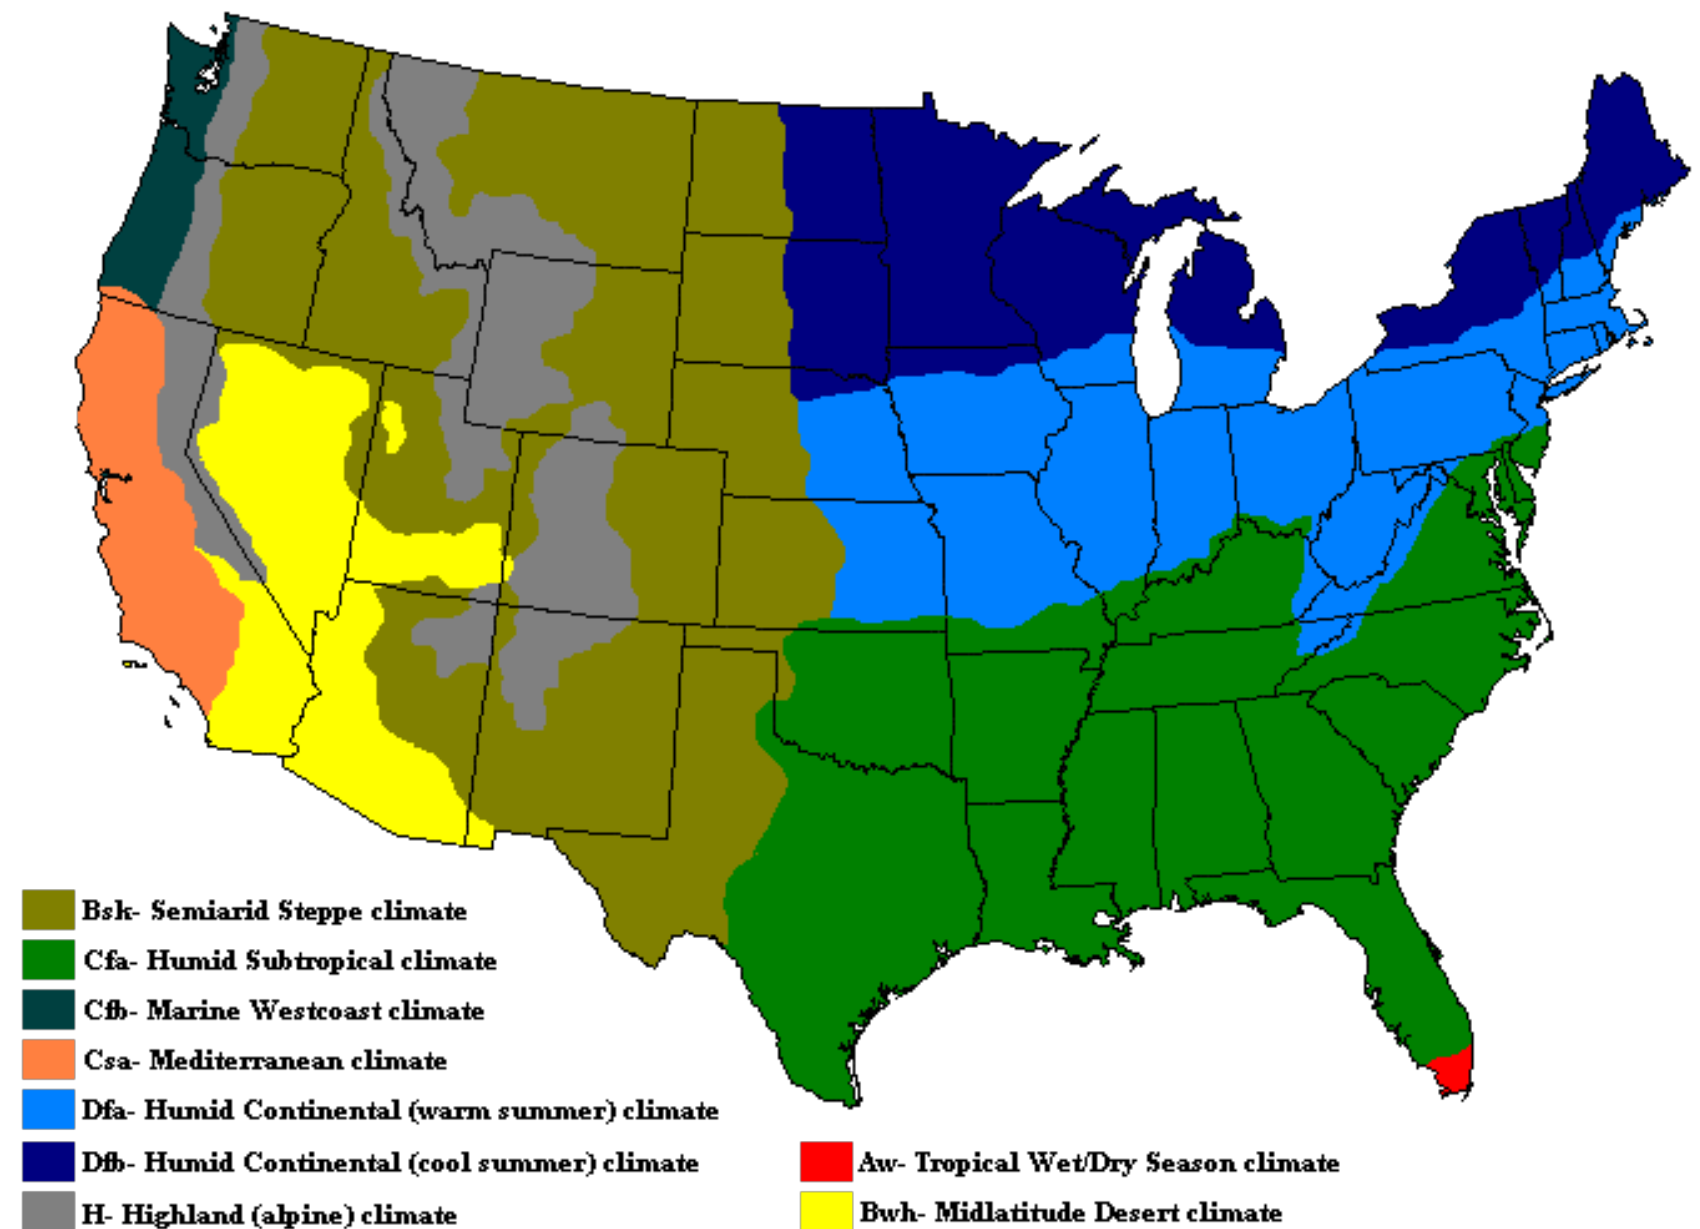 Bsk- Semiarid Steppe climate
Cfa- Humid Subtropical climate
Cfb- Marine Westcoast climate
Csa- Mediterranean climate
Dfa- Humid Continental (warm summer) climate
Dfb- Humid Continental (cool summer) climate
H- Highland (alpine) climate
Aw- Tropical Wet/Dry Season climate
Bwh- Midlatitude Desert climate